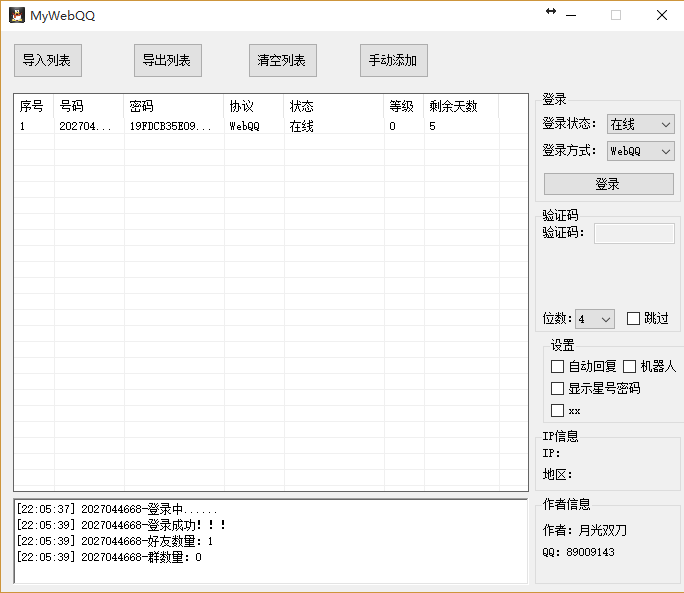 MyWebQQ
导入列表 导出列表 清空列表 手动添加
序号 号码 密码 协议 状态 等级 剩余天数
1 202704... 19FDCB35E09... WebQQ 在线 0 5
登录
登录状态: 在线
登录方式: WebQQ
登录
验证码
验证码:
位数: 4 跳过
设置
自动回复 机器人
显示星号密码
xx
IP信息
IP:
地区:
作者信息
作者: 月光双刀
QQ: 89009143
[22:05:37] 2027044668-登录中......
[22:05:39] 2027044668-登录成功!!!
[22:05:39] 2027044668-好友数量: 1
[22:05:39] 2027044668-群数量: 0